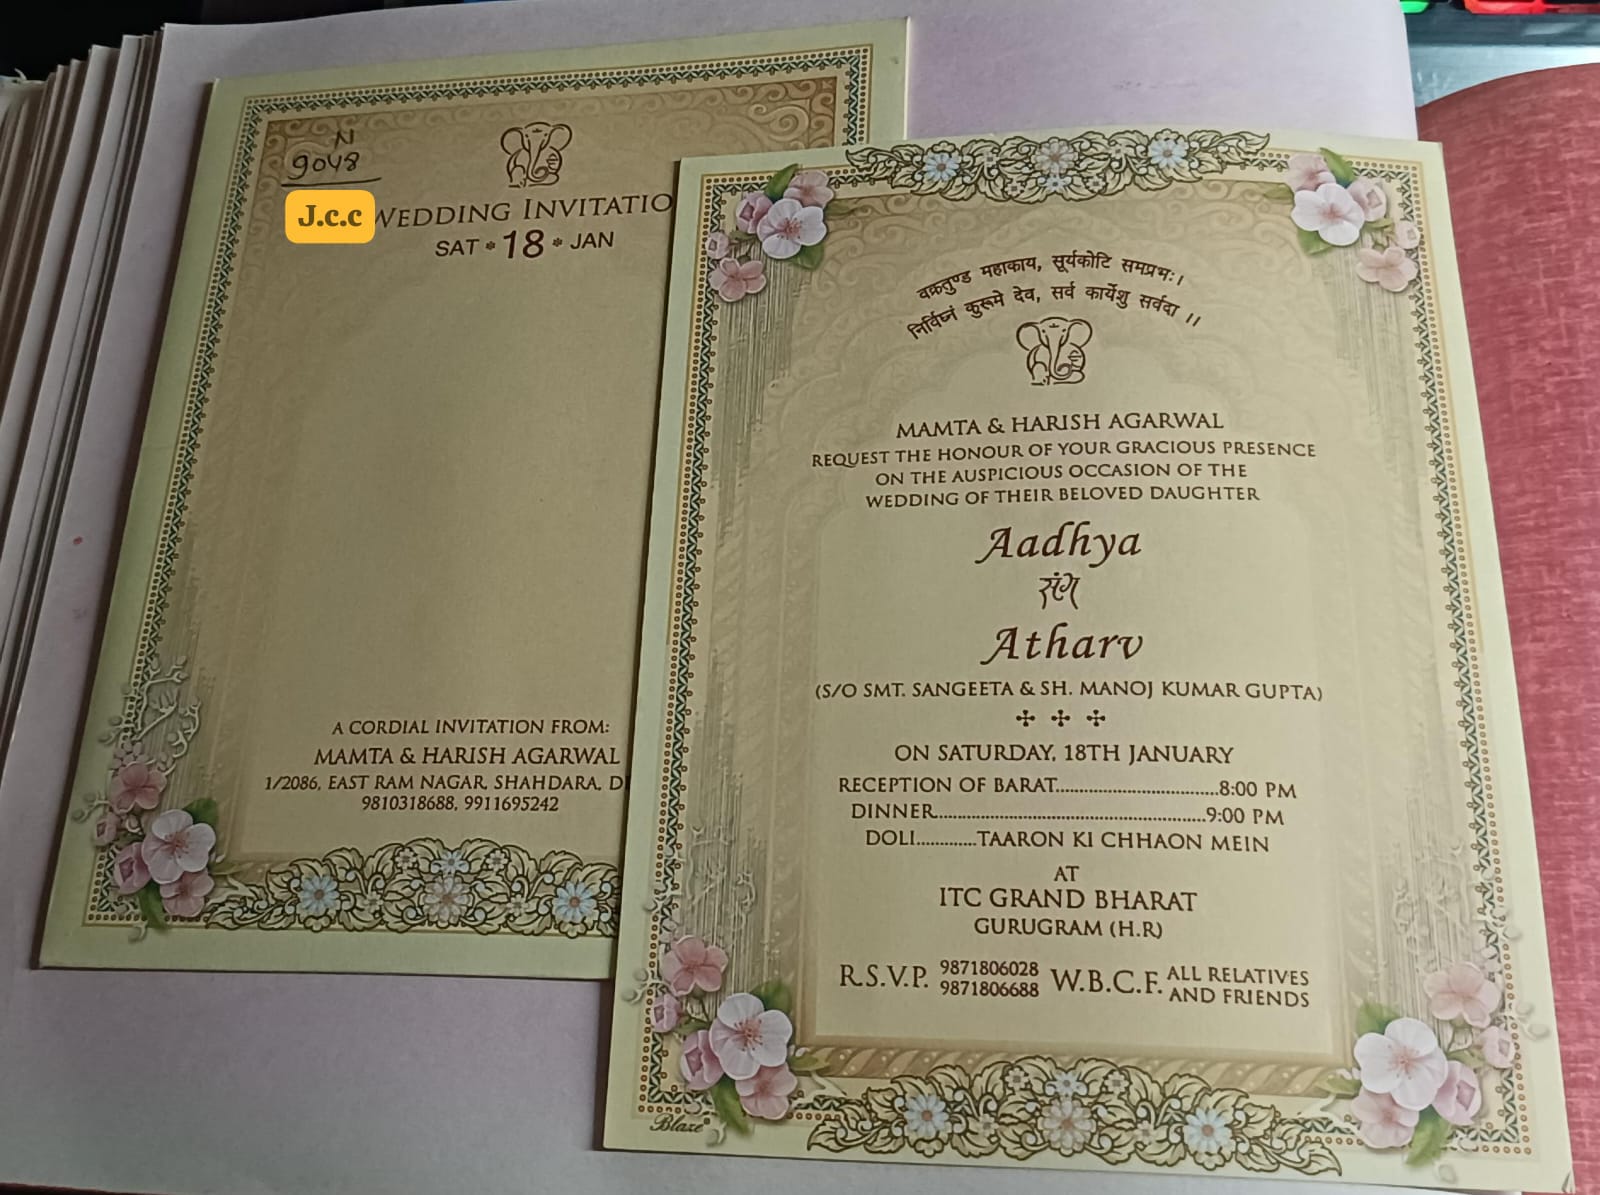 N
9048
J.c.c
WEDDING INVITATIO
SAT * 18 * JAN
A CORDIAL INVITATION FROM:
MAMTA & HARISH AGARWAL
1/2086, EAST RAM NAGAR, SHAHDARA, D
9810318688, 9911695242
वक्रतुण्ड महाकाय, सूर्यकोटि समप्रभः।
निर्विघ्नं कुरूमे देव, सर्व कार्येशु सर्वदा ।।
MAMTA & HARISH AGARWAL
REQUEST THE HONOUR OF YOUR GRACIOUS PRESENCE
ON THE AUSPICIOUS OCCASION OF THE
WEDDING OF THEIR BELOVED DAUGHTER
Aadhya
संग
Atharv
(S/O SMT. SANGEETA & SH. MANOJ KUMAR GUPTA)
ON SATURDAY, 18TH JANUARY
RECEPTION OF BARAT.................................8:00 PM
DINNER.......................................................9:00 PM
DOLI.............TAARON KI CHHAON MEIN
AT
ITC GRAND BHARAT
GURUGRAM (H.R)
R.S.V.P. 9871806028 W.B.C.F. ALL RELATIVES
9871806688 AND FRIENDS
Blaze